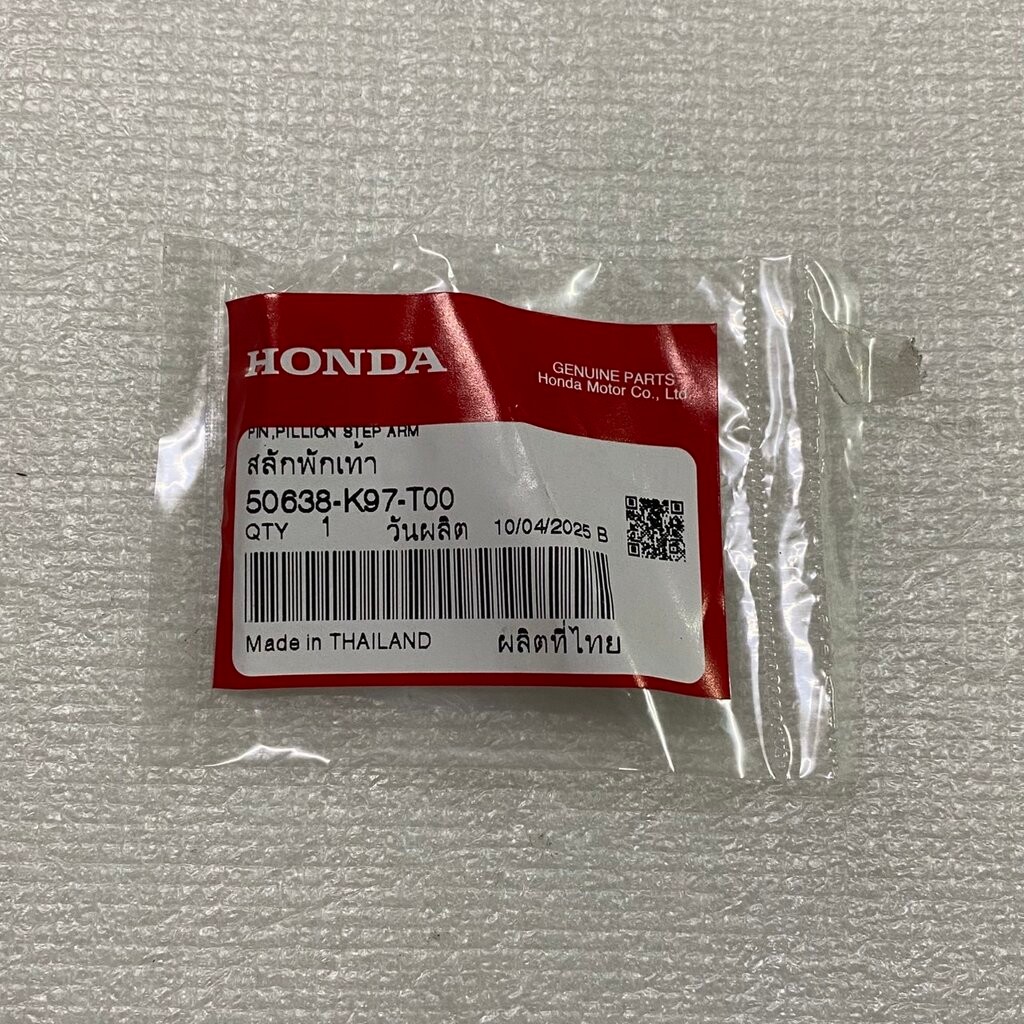 HONDA
GENUINE PARTS
Honda Motor Co., Ltd.
PIN,PILLION STEP ARM
สลักพักเท้า
50638-K97-T00
QTY 1 วันผลิต 10/04/2025 B
Made in THAILAND ผลิตที่ไทย